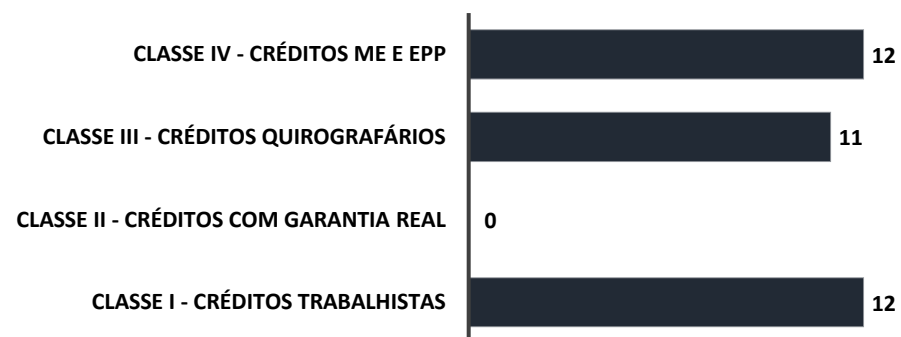 CLASSE IV - CRÉDITOS ME E EPP 12
CLASSE III - CRÉDITOS QUIROGRAFÁRIOS 11
CLASSE II - CRÉDITOS COM GARANTIA REAL 0
CLASSE I - CRÉDITOS TRABALHISTAS 12